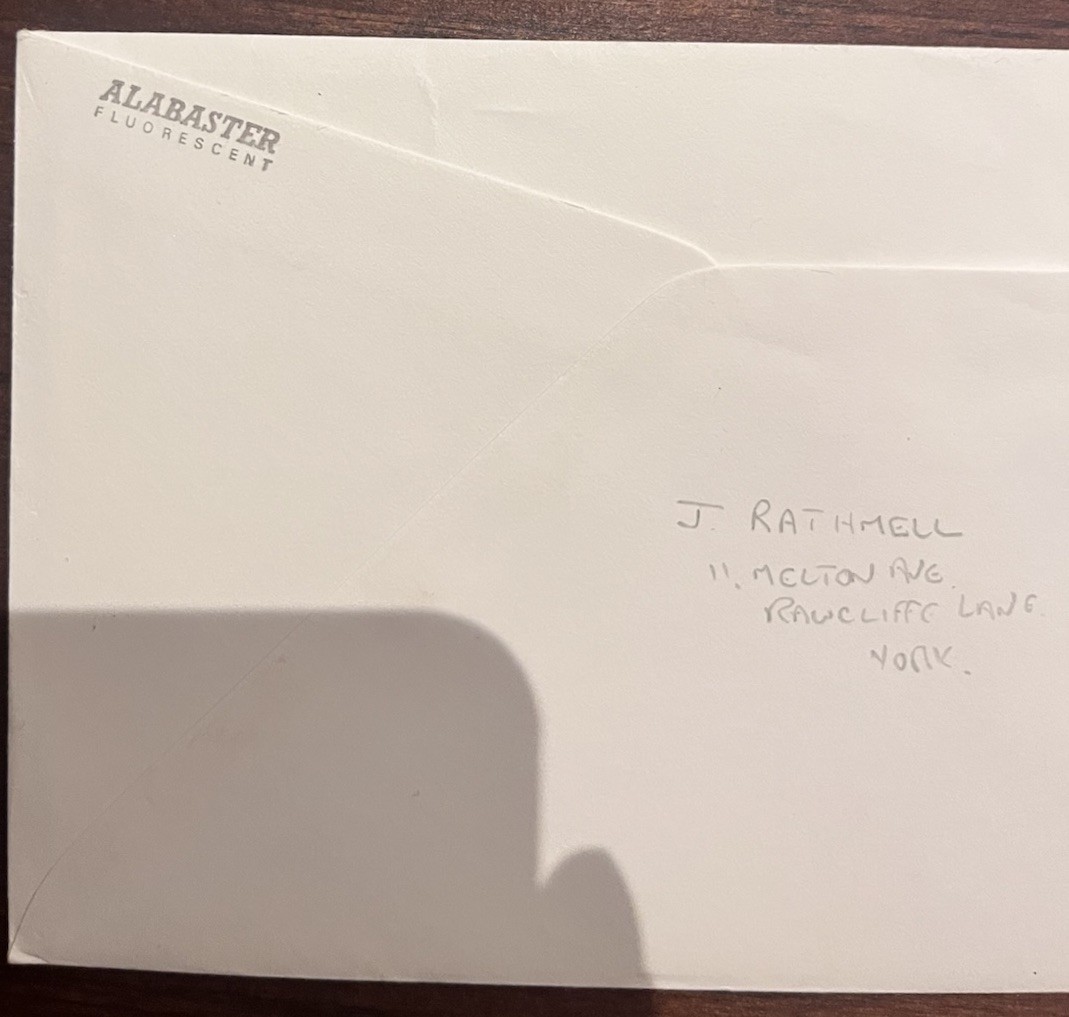 ALABASTER
FLUORESCENT
J. RATHMELL
11. MELTON AVE.
RAWCLIFFE LANE.
YORK.